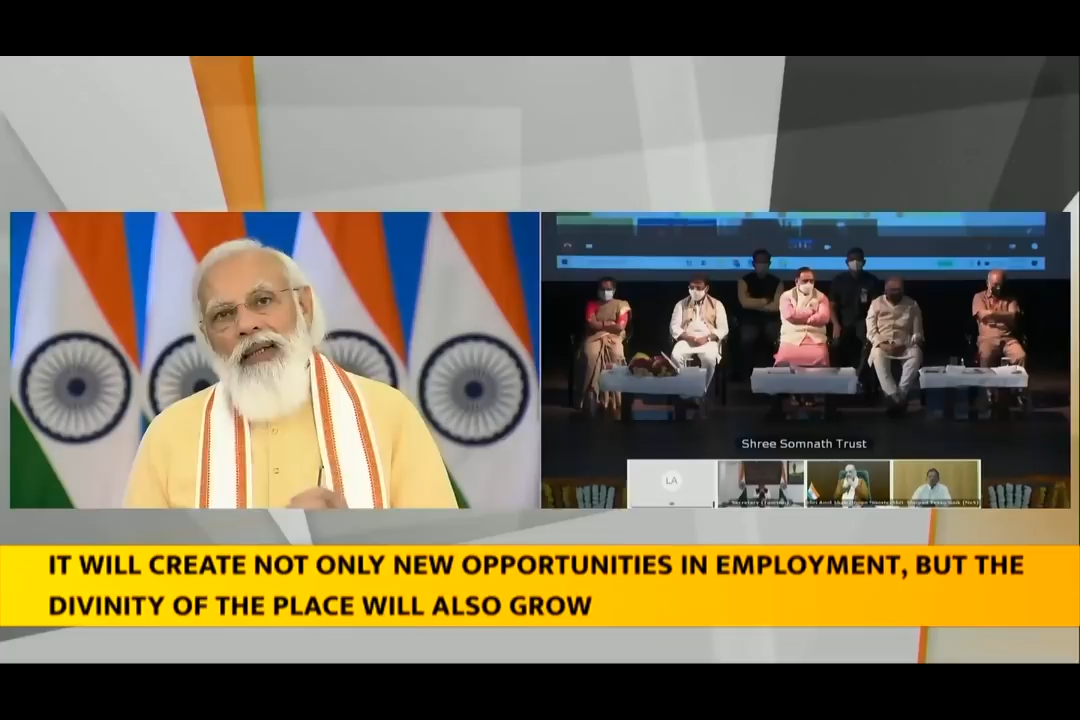 Shree Somnath Trust
LA
IT WILL CREATE NOT ONLY NEW OPPORTUNITIES IN EMPLOYMENT, BUT THE
DIVINITY OF THE PLACE WILL ALSO GROW